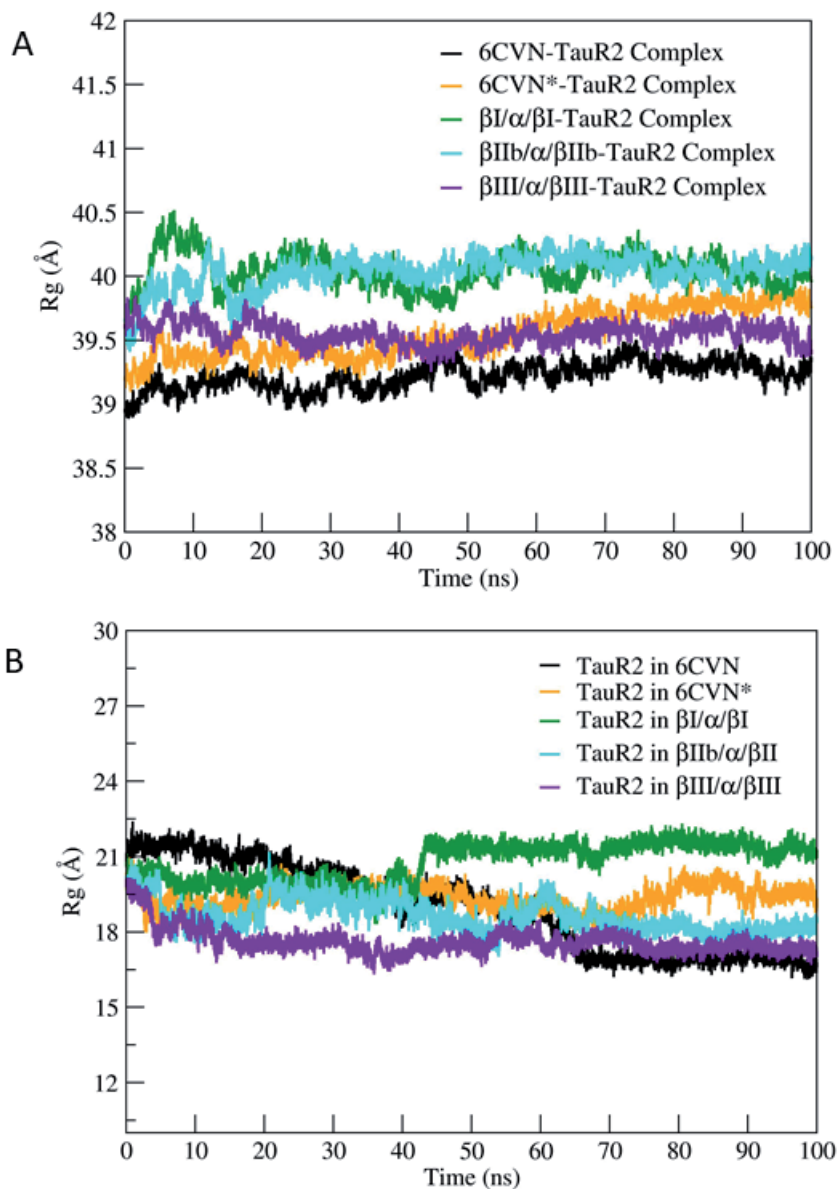 A
42
41.5
41
40.5
40
39.5
39
38.5
38
Rg (Å)
6CVN-TauR2 Complex
6CVN*-TauR2 Complex
βI/α/βI-TauR2 Complex
βIIb/α/βIIb-TauR2 Complex
βIII/α/βIII-TauR2 Complex
0 10 20 30 40 50 60 70 80 90 100
Time (ns)
B
30
27
24
21
18
15
12
Rg (Å)
TauR2 in 6CVN
TauR2 in 6CVN*
TauR2 in βI/α/βI
TauR2 in βIIb/α/βII
TauR2 in βIII/α/βIII
0 10 20 30 40 50 60 70 80 90 100
Time (ns)